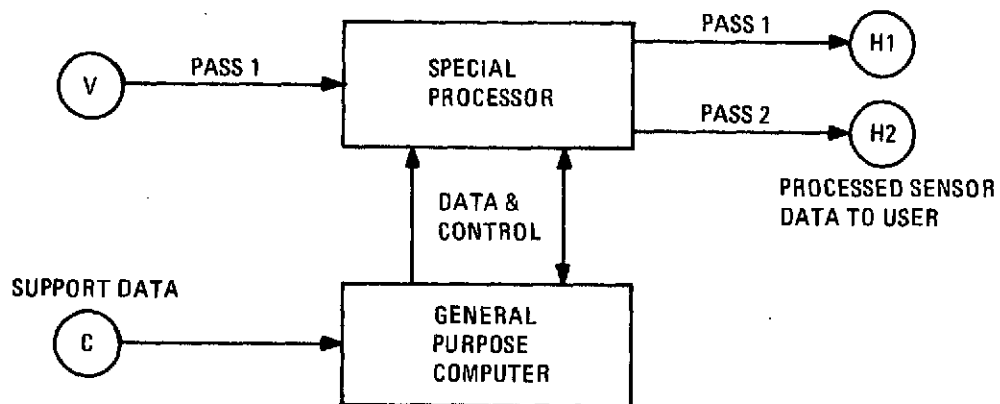 PASS 1
V
SPECIAL
PROCESSOR
PASS 1
H1
PASS 2
H2
PROCESSED SENSOR
DATA TO USER
DATA &
CONTROL
SUPPORT DATA
C
GENERAL
PURPOSE
COMPUTER